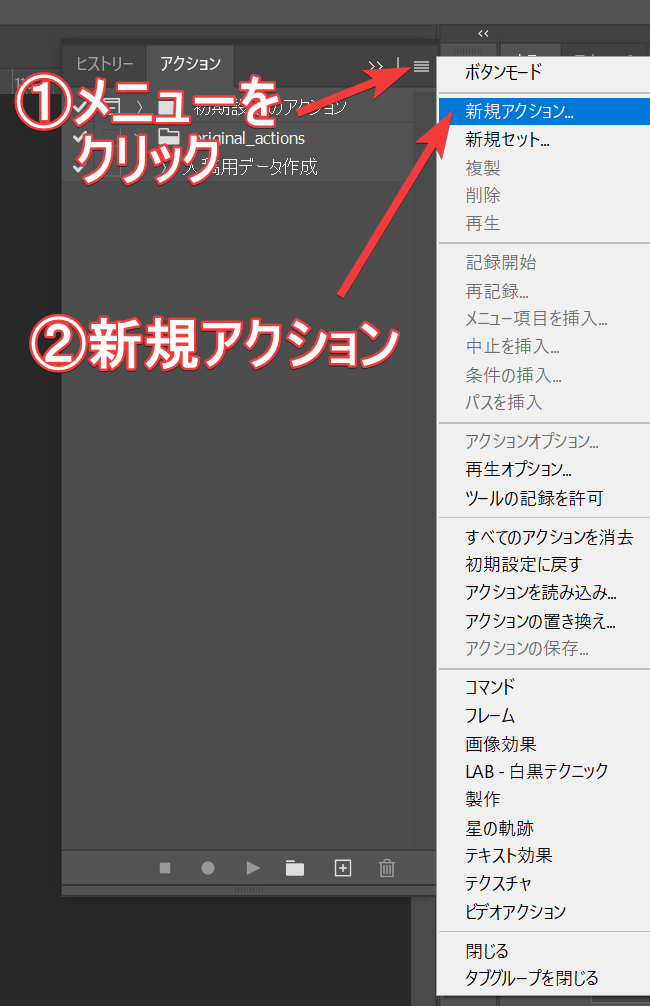 ヒストリー
アクション
①メニューを
クリック
初期設定のアクション
original_actions
入稿用データ作成
②新規アクション
ボタンモード
新規アクション...
新規セット...
複製
削除
再生
記録開始
再記録...
メニュー項目を挿入...
中止を挿入...
条件の挿入...
パスを挿入
アクションオプション...
再生オプション...
ツールの記録を許可
すべてのアクションを消去
初期設定に戻す
アクションを読み込み...
アクションの置き換え...
アクションの保存...
コマンド
フレーム
画像効果
LAB - 白黒テクニック
製作
星の軌跡
テキスト効果
テクスチャ
ビデオアクション
閉じる
タブグループを閉じる